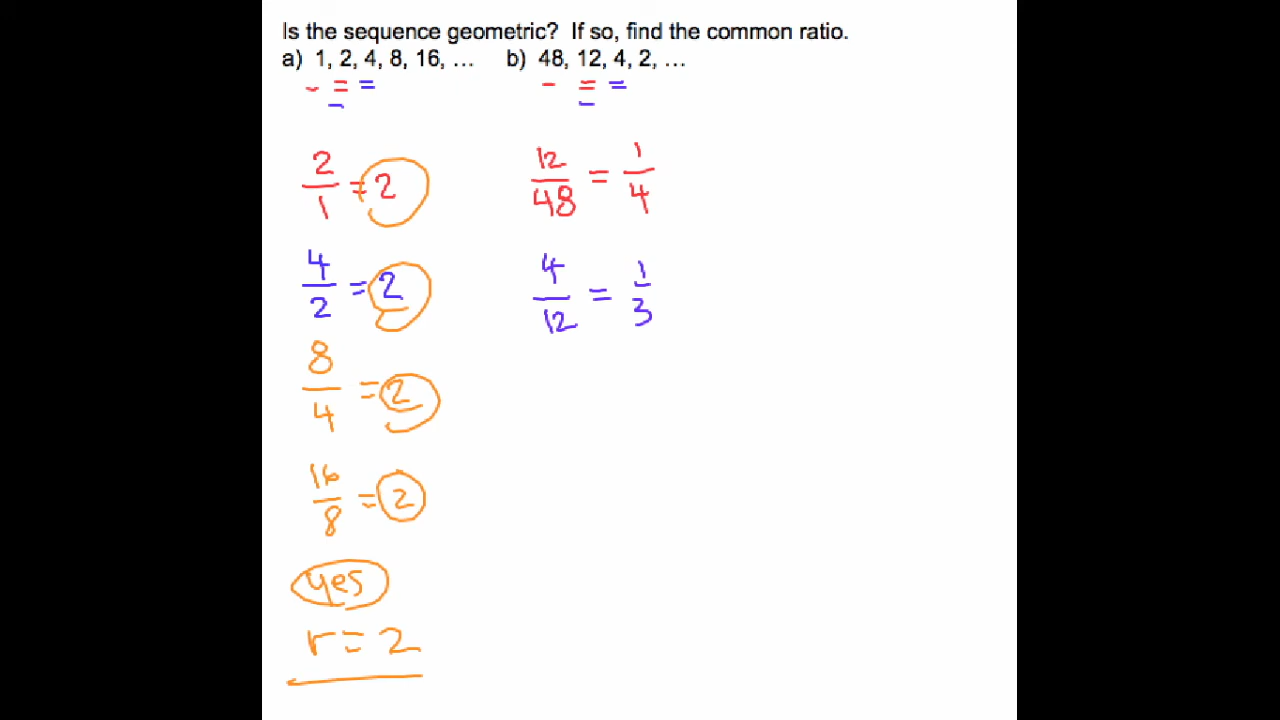 Is the sequence geometric? If so, find the common ratio.
a) 1, 2, 4, 8, 16, … b) 48, 12, 4, 2, …
2/1 = 2
12/48 = 1/4
4/2 = 2
4/12 = 1/3
8/4 = 2
16/8 = 2
yes
r = 2